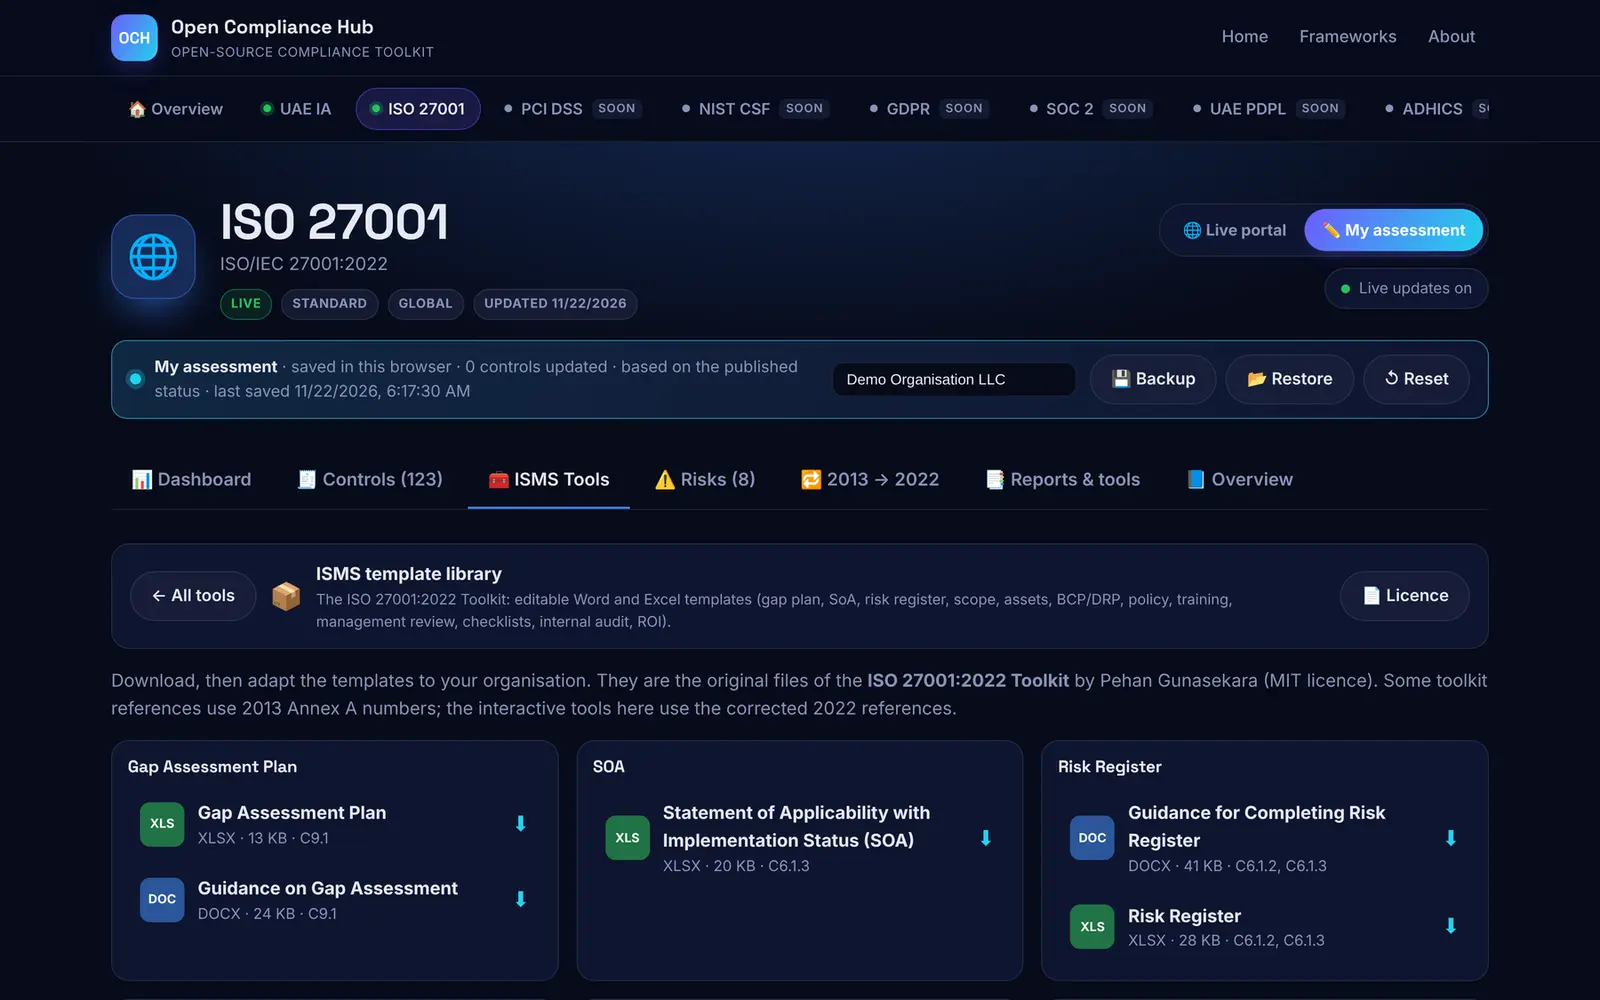 OCH
Open Compliance Hub
OPEN-SOURCE COMPLIANCE TOOLKIT
Home Frameworks About
Overview UAE IA ISO 27001 PCI DSS SOON NIST CSF SOON GDPR SOON SOC 2 SOON UAE PDPL SOON ADHICS
ISO 27001
ISO/IEC 27001:2022
LIVE STANDARD GLOBAL UPDATED 11/22/2026
Live portal My assessment
Live updates on
My assessment · saved in this browser · 0 controls updated · based on the published
status · last saved 11/22/2026, 6:17:30 AM
Demo Organisation LLC
Backup Restore Reset
Dashboard Controls (123) ISMS Tools Risks (8) 2013 → 2022 Reports & tools Overview
← All tools
ISMS template library
The ISO 27001:2022 Toolkit: editable Word and Excel templates (gap plan, SoA, risk register, scope, assets, BCP/DRP, policy, training,
management review, checklists, internal audit, ROI).
Licence
Download, then adapt the templates to your organisation. They are the original files of the ISO 27001:2022 Toolkit by Pehan Gunasekara (MIT licence). Some toolkit
references use 2013 Annex A numbers; the interactive tools here use the corrected 2022 references.
Gap Assessment Plan
XLS
Gap Assessment Plan
XLSX · 13 KB · C9.1
DOC
Guidance on Gap Assessment
DOCX · 24 KB · C9.1
SOA
XLS
Statement of Applicability with
Implementation Status (SOA)
XLSX · 20 KB · C6.1.3
Risk Register
DOC
Guidance for Completing Risk
Register
DOCX · 41 KB · C6.1.2, C6.1.3
XLS
Risk Register
XLSX · 28 KB · C6.1.2, C6.1.3